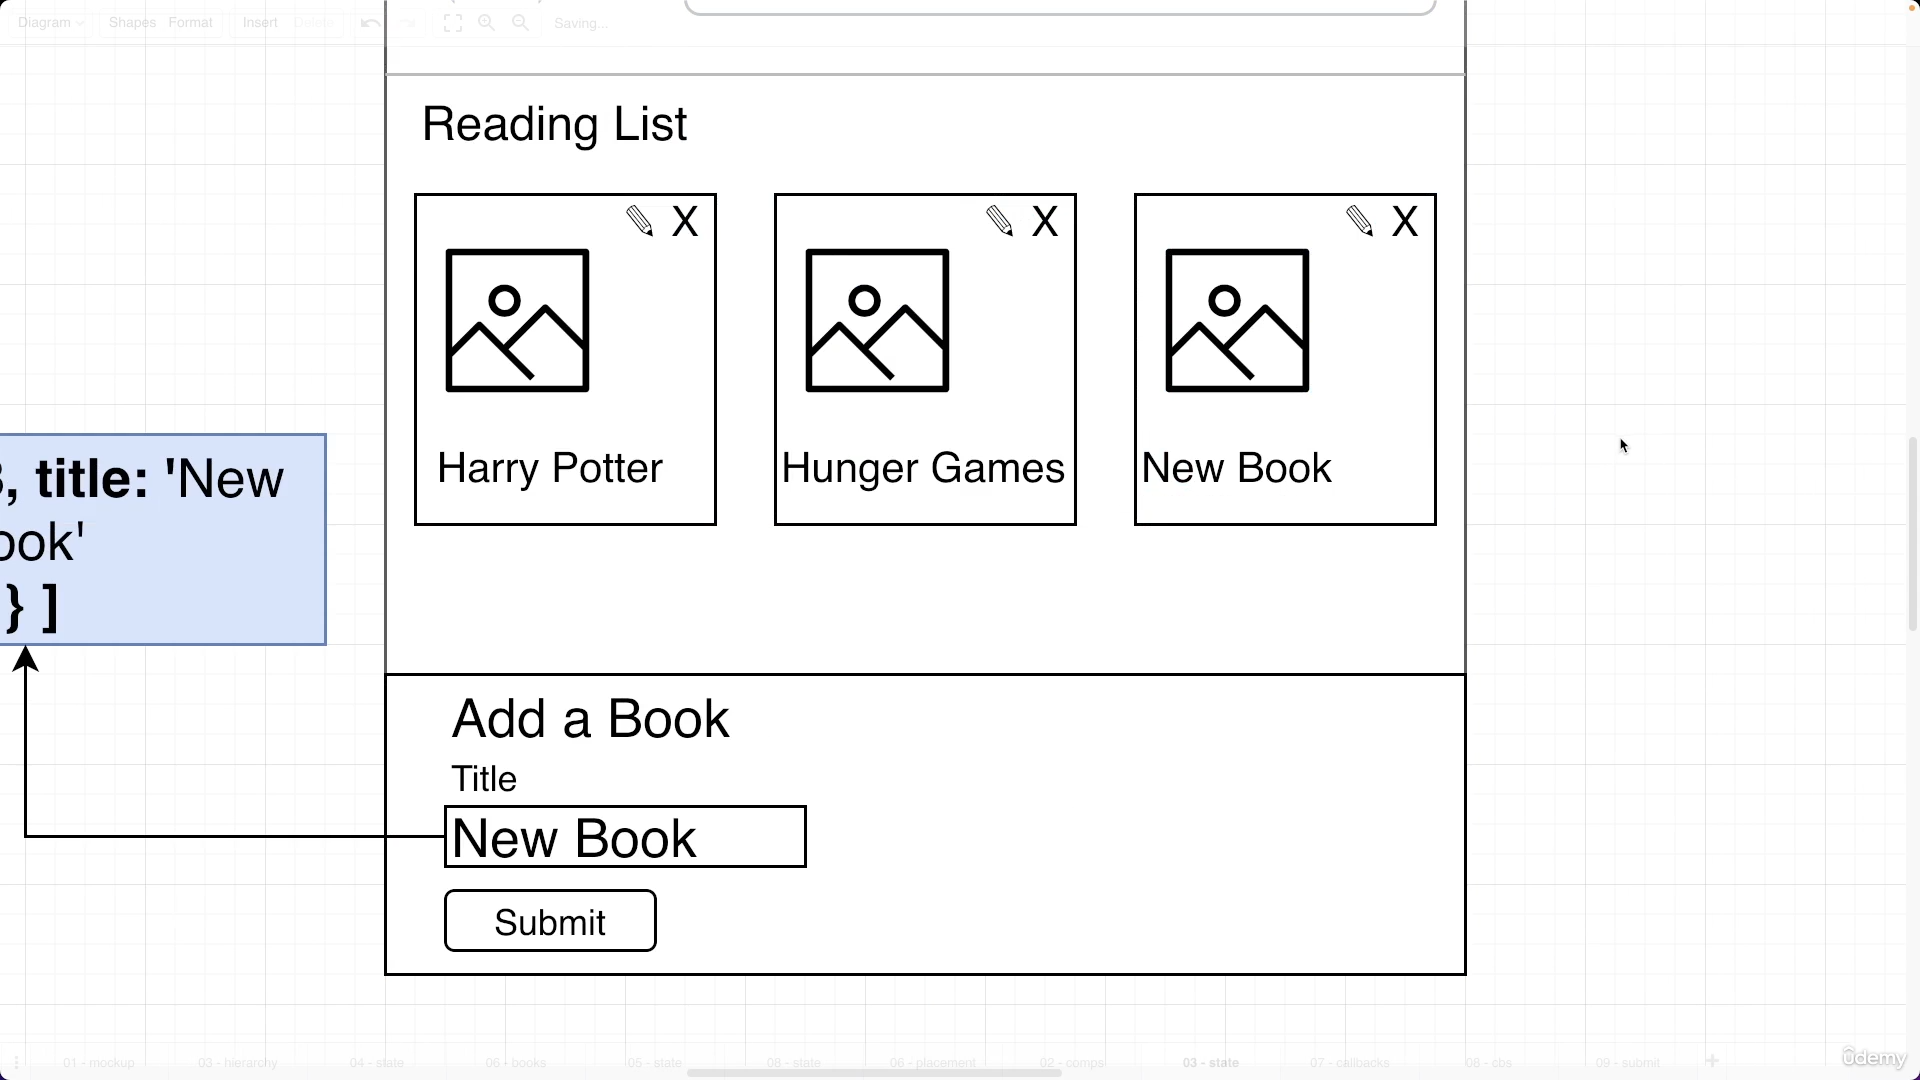 Diagram Shapes Format Insert Delete Saving...
Reading List
X X X
Harry Potter Hunger Games New Book
, title: 'New
ook'
} ]
Add a Book
Title
New Book
Submit
01 - mockup 03 - hierarchy 04 - state 06 - books 05 - state 08 - state 06 - placement 02 - comps 03 - state 07 - callbacks 08 - cbs 09 - submit
ûdemy